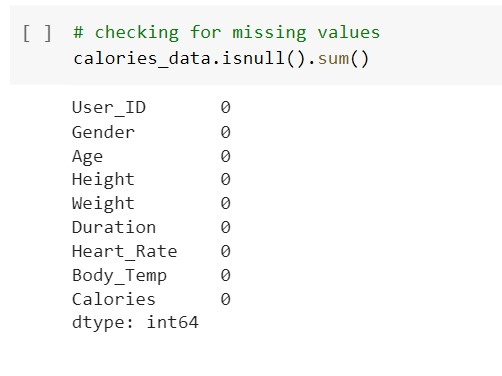 [ ] # checking for missing values
calories_data.isnull().sum()
User_ID 0
Gender 0
Age 0
Height 0
Weight 0
Duration 0
Heart_Rate 0
Body_Temp 0
Calories 0
dtype: int64